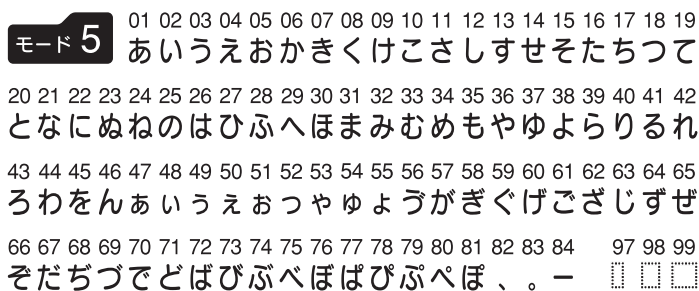 モード 5
01 02 03 04 05 06 07 08 09 10 11 12 13 14 15 16 17 18 19
あ い う え お か き く け こ さ し す せ そ た ち つ て
20 21 22 23 24 25 26 27 28 29 30 31 32 33 34 35 36 37 38 39 40 41 42
と な に ぬ ね の は ひ ふ へ ほ ま み む め も や ゆ よ ら り る れ
43 44 45 46 47 48 49 50 51 52 53 54 55 56 57 58 59 60 61 62 63 64 65
ろ わ を ん ぁ ぃ ぅ ぇ ぉ っ ゃ ゅ ょ ゔ が ぎ ぐ げ ご ざ じ ず ぜ
66 67 68 69 70 71 72 73 74 75 76 77 78 79 80 81 82 83 84 97 98 99
ぞ だ ぢ づ で ど ば び ぶ べ ぼ ぱ ぴ ぷ ぺ ぽ 、 。 ー